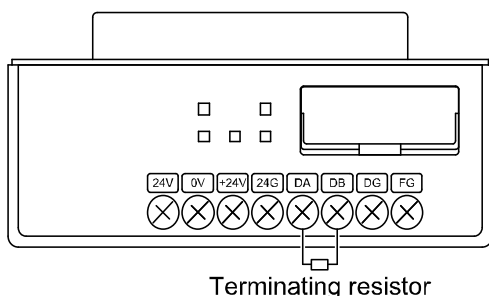 24V 0V +24V 24G DA DB DG FG
Terminating resistor